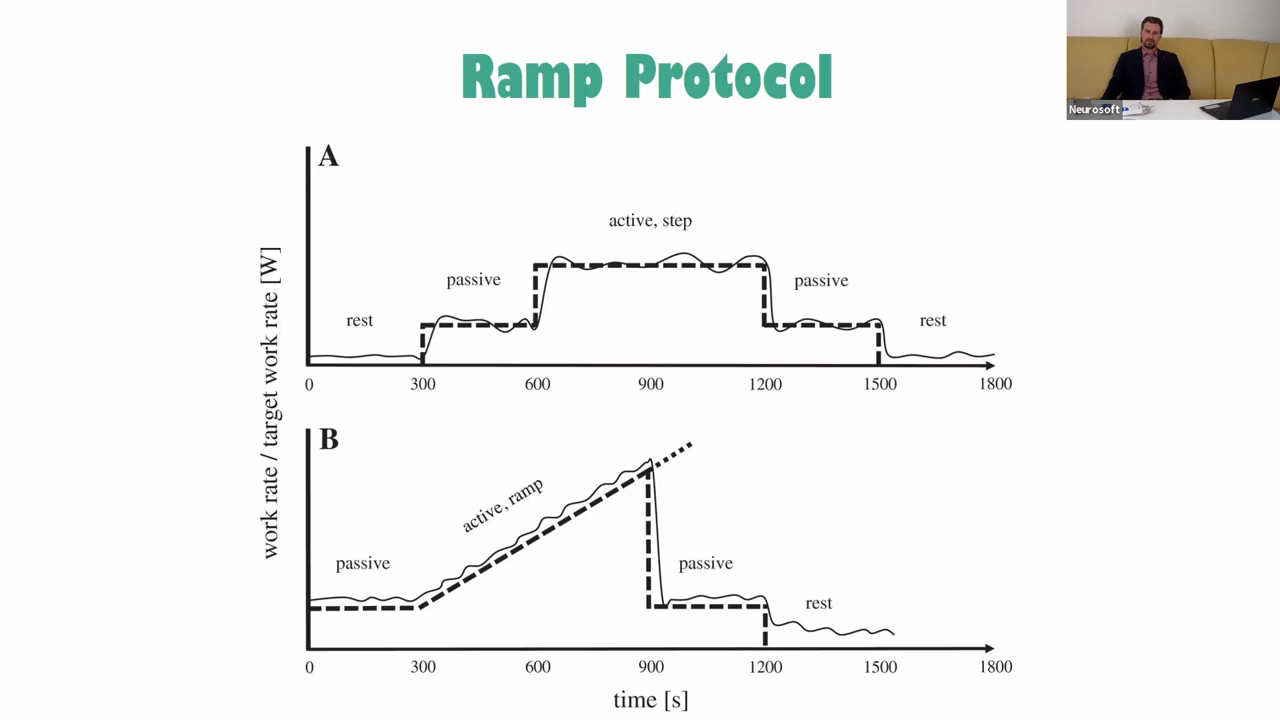 Ramp Protocol
Neurosoft
A
active, step
passive
passive
rest
rest
0 300 600 900 1200 1500 1800
work rate / target work rate [W]
B
active, ramp
passive
passive
rest
0 300 600 900 1200 1500 1800
time [s]